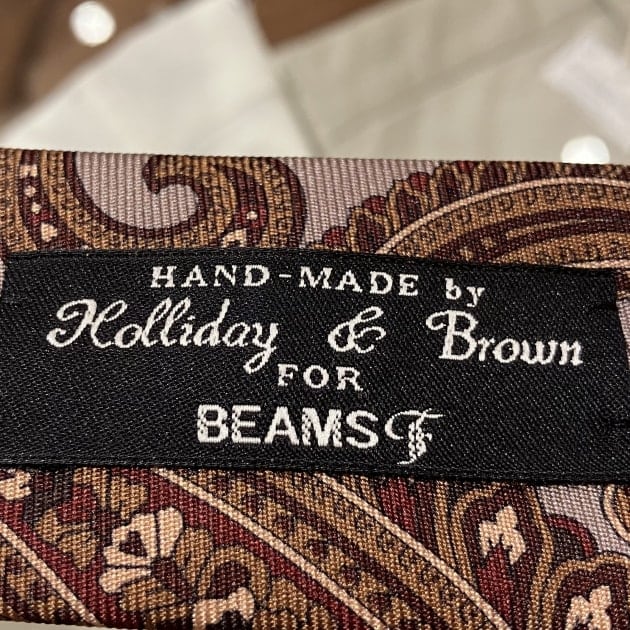 HAND-MADE by
Holliday & Brown
FOR
BEAMS F